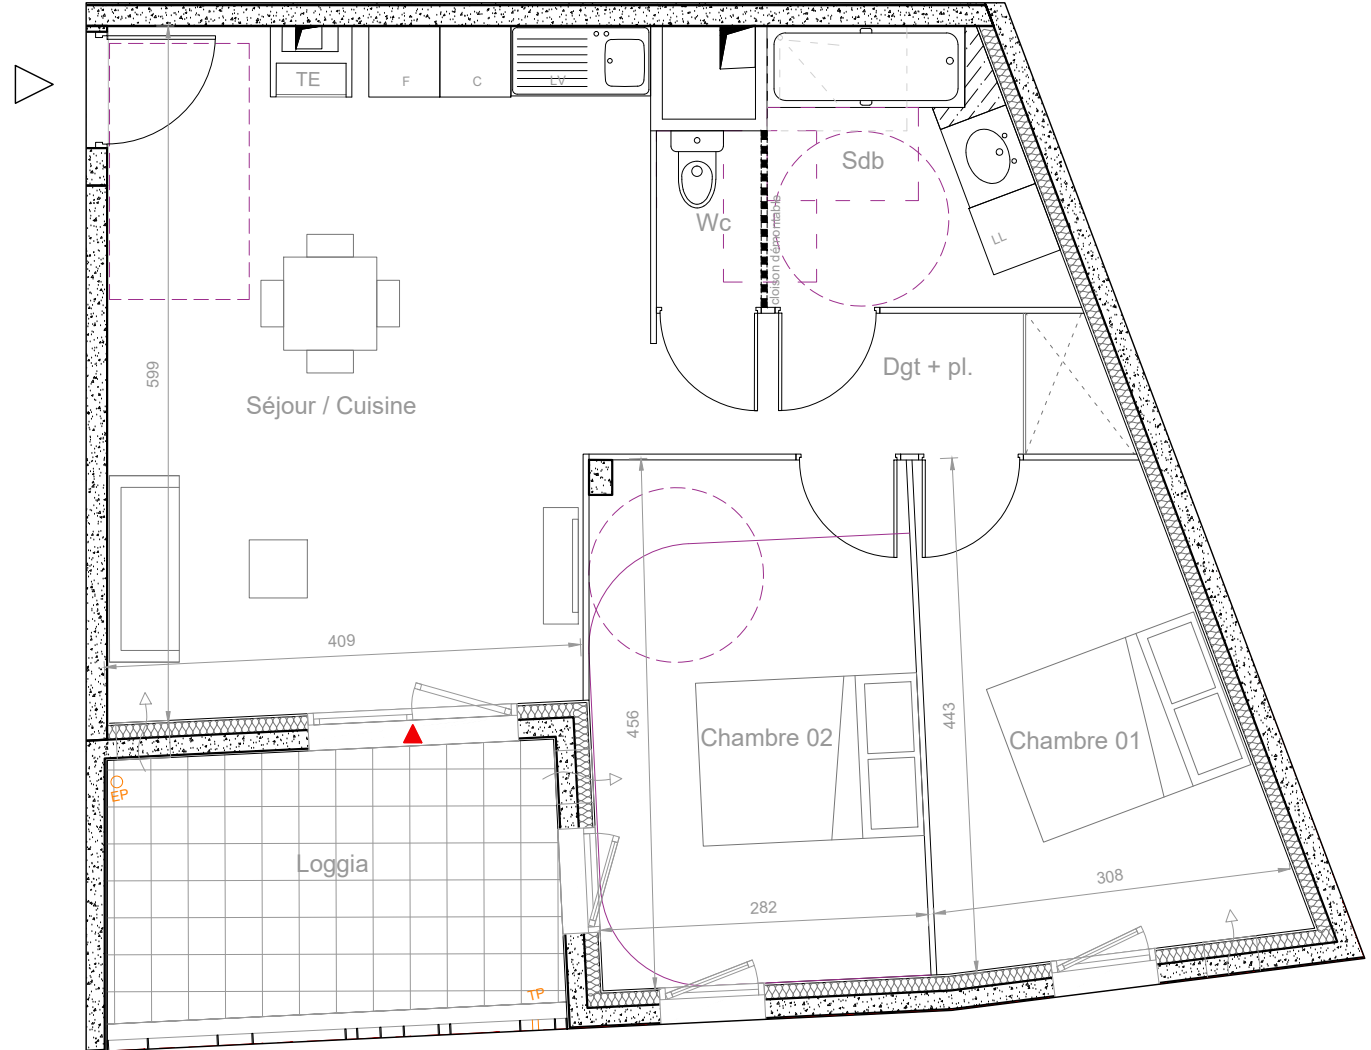 TE
F
C
LV
Sdb
Wc
cloison démontable
LL
Dgt + pl.
599
Séjour / Cuisine
409
456
443
Chambre 02
Chambre 01
EP
Loggia
308
282
TP